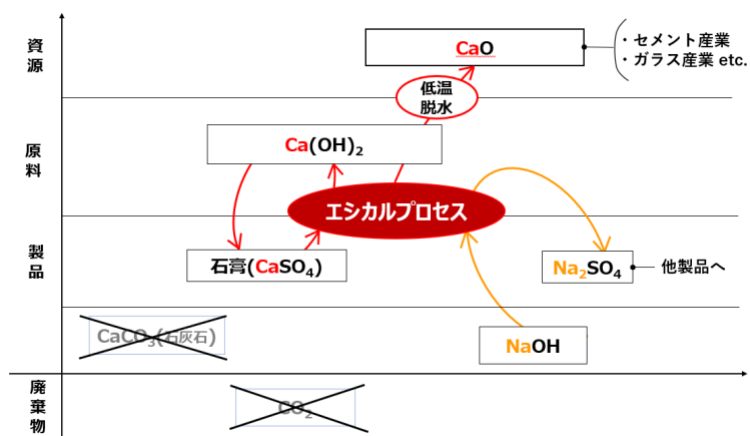 資源
CaO
・セメント産業
・ガラス産業 etc.
低温
脱水
原料
Ca(OH)₂
エシカルプロセス
製品
石膏(CaSO₄)
Na₂SO₄
他製品へ
CaCO₃(石灰石)
NaOH
廃棄物
CO₂